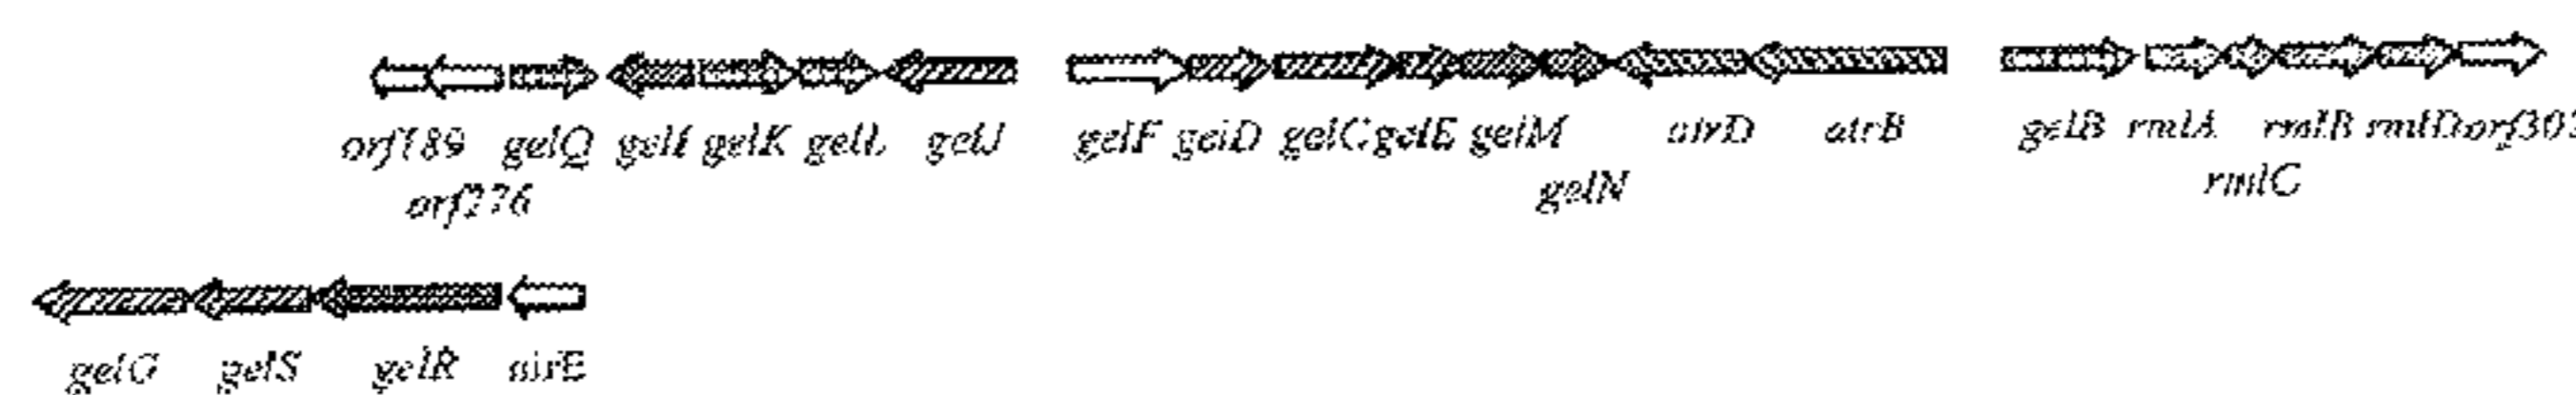 orf189 gelQ gelI gelK gelL gelJ gelF gelD gelC gelE gelM atrD atrB gelB rmlA rmlB rmlD
orf276 gelN rmlC
gelG gelS gelR atrE